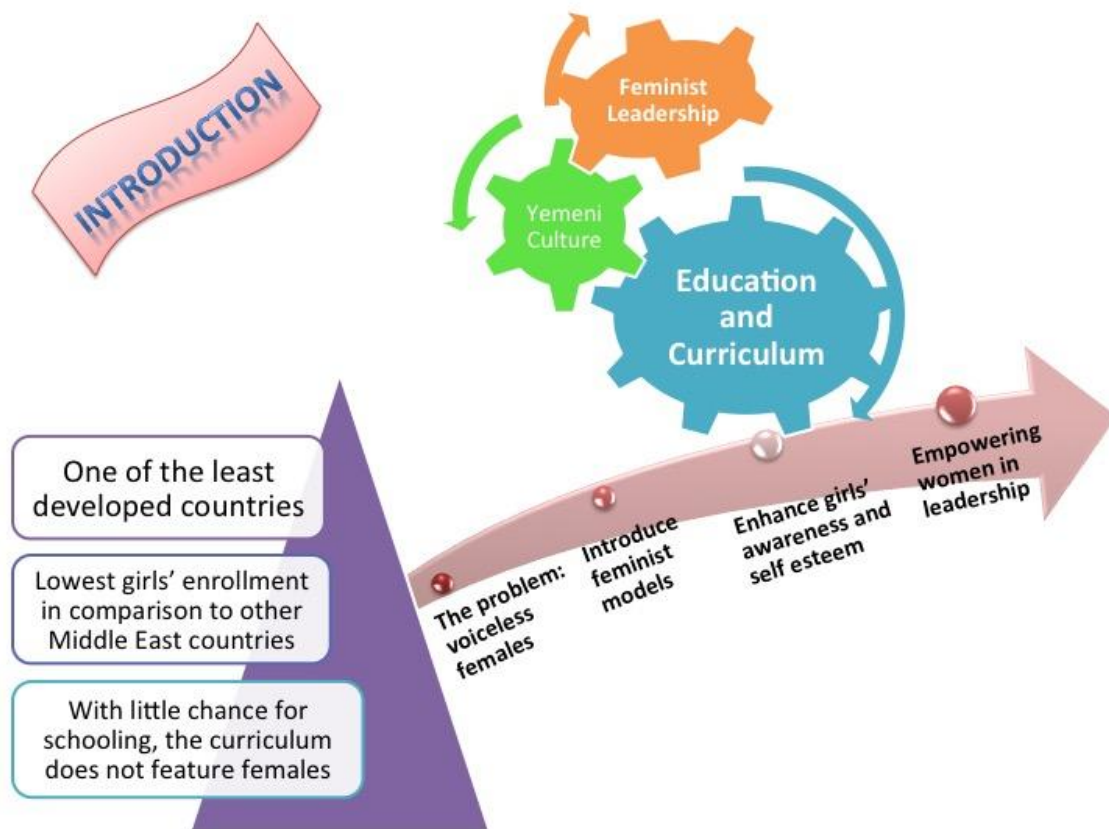 INTRODUCTION
Feminist
Leadership
Yemeni
Culture
Education
and
Curriculum
One of the least
developed countries
Lowest girls' enrollment
in comparison to other
Middle East countries
With little chance for
schooling, the curriculum
does not feature females
The problem:
voiceless
females
Introduce
feminist
models
Enhance girls'
awareness and
self esteem
Empowering
women in
leadership